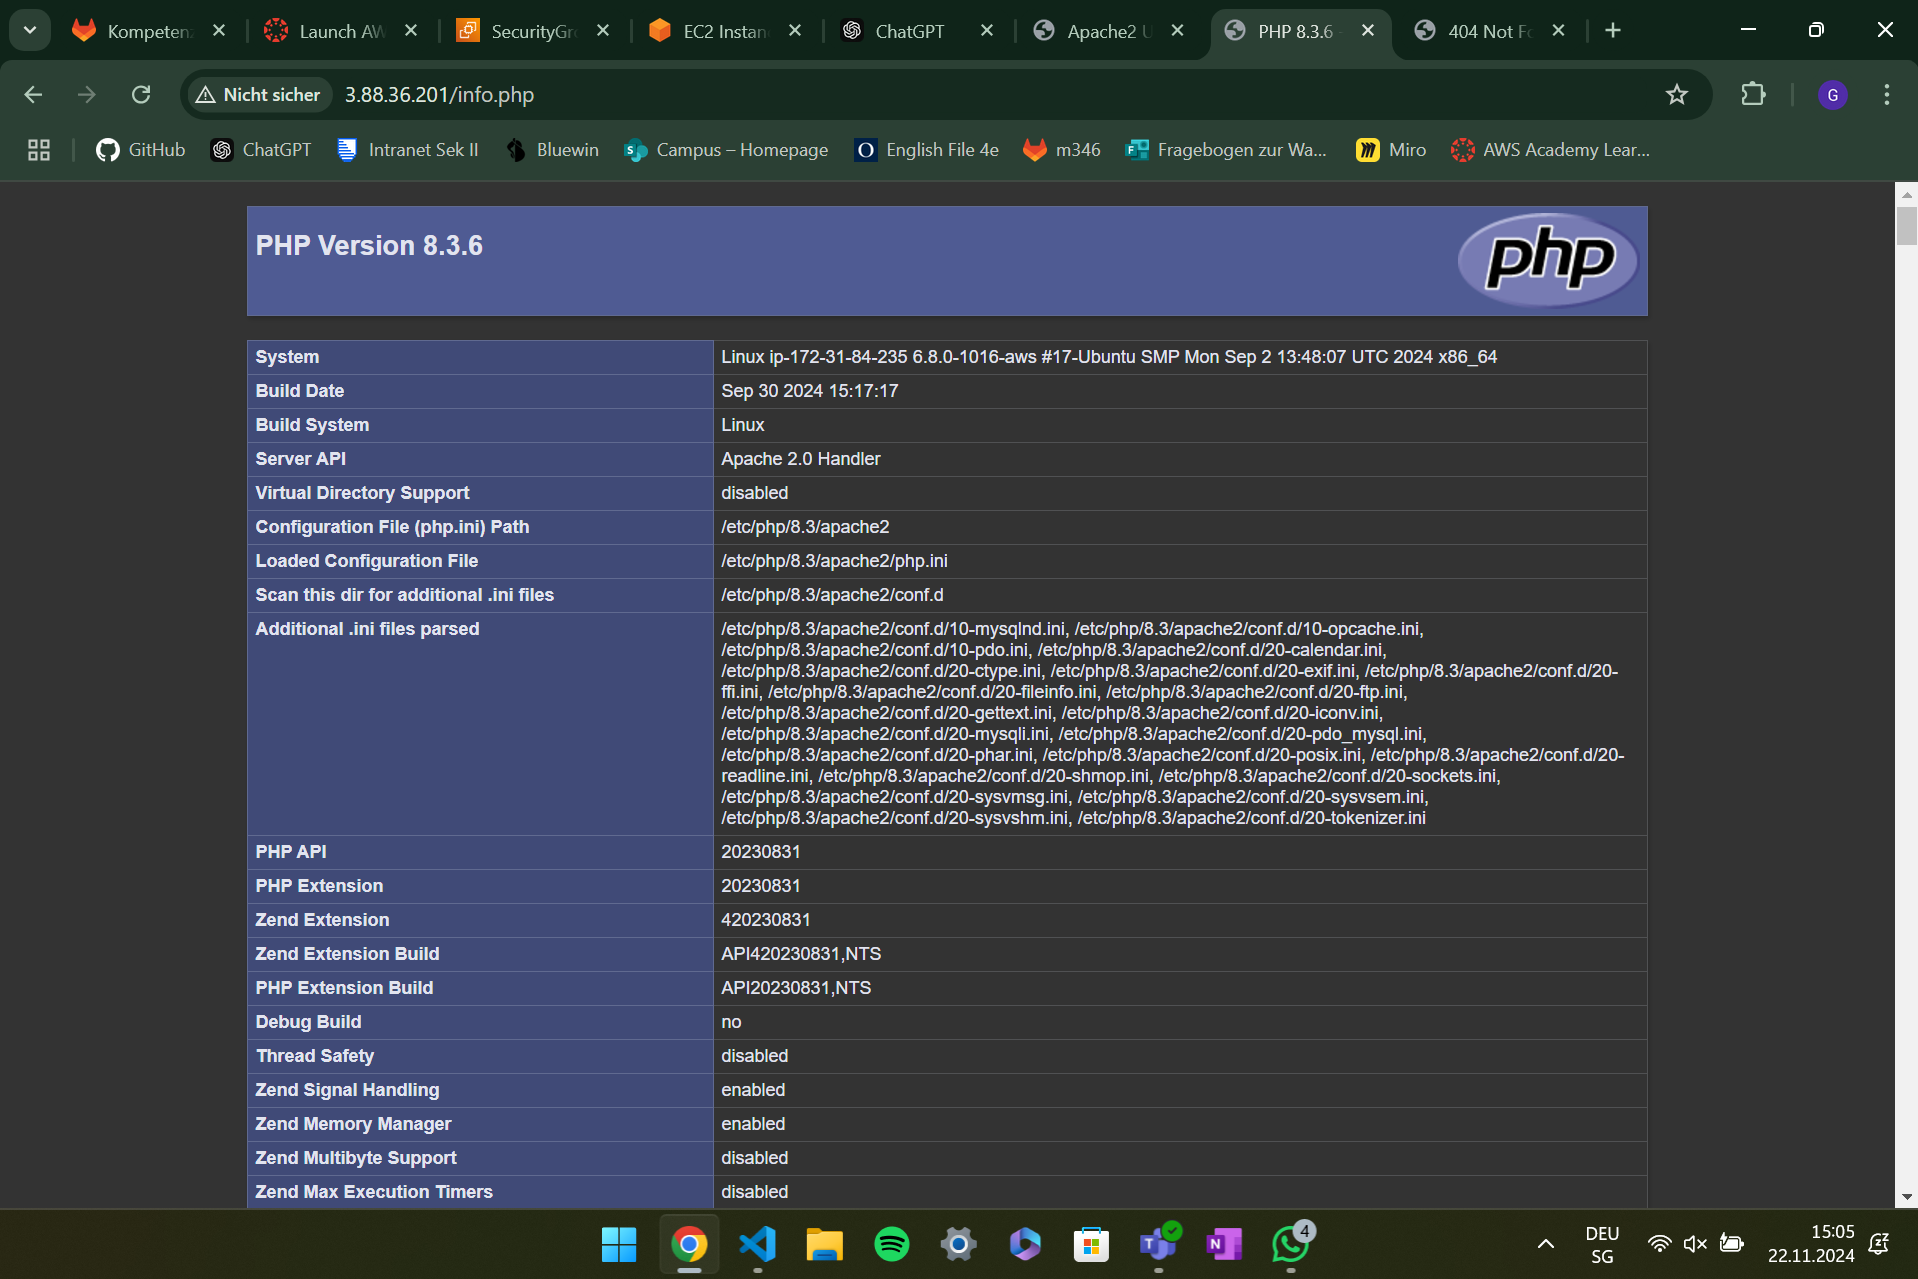 Kompeten
Launch AW
SecurityGr
EC2 Instan
ChatGPT
Apache2 U
PHP 8.3.6 -
404 Not Fo
Nicht sicher
3.88.36.201/info.php
G
GitHub
ChatGPT
Intranet Sek II
Bluewin
Campus – Homepage
English File 4e
m346
Fragebogen zur Wa...
Miro
AWS Academy Lear...
PHP Version 8.3.6
php
System Linux ip-172-31-84-235 6.8.0-1016-aws #17-Ubuntu SMP Mon Sep 2 13:48:07 UTC 2024 x86_64
Build Date Sep 30 2024 15:17:17
Build System Linux
Server API Apache 2.0 Handler
Virtual Directory Support disabled
Configuration File (php.ini) Path /etc/php/8.3/apache2
Loaded Configuration File /etc/php/8.3/apache2/php.ini
Scan this dir for additional .ini files /etc/php/8.3/apache2/conf.d
Additional .ini files parsed /etc/php/8.3/apache2/conf.d/10-mysqlnd.ini, /etc/php/8.3/apache2/conf.d/10-opcache.ini,
/etc/php/8.3/apache2/conf.d/10-pdo.ini, /etc/php/8.3/apache2/conf.d/20-calendar.ini,
/etc/php/8.3/apache2/conf.d/20-ctype.ini, /etc/php/8.3/apache2/conf.d/20-exif.ini, /etc/php/8.3/apache2/conf.d/20-
ffi.ini, /etc/php/8.3/apache2/conf.d/20-fileinfo.ini, /etc/php/8.3/apache2/conf.d/20-ftp.ini,
/etc/php/8.3/apache2/conf.d/20-gettext.ini, /etc/php/8.3/apache2/conf.d/20-iconv.ini,
/etc/php/8.3/apache2/conf.d/20-mysqli.ini, /etc/php/8.3/apache2/conf.d/20-pdo_mysql.ini,
/etc/php/8.3/apache2/conf.d/20-phar.ini, /etc/php/8.3/apache2/conf.d/20-posix.ini, /etc/php/8.3/apache2/conf.d/20-
readline.ini, /etc/php/8.3/apache2/conf.d/20-shmop.ini, /etc/php/8.3/apache2/conf.d/20-sockets.ini,
/etc/php/8.3/apache2/conf.d/20-sysvmsg.ini, /etc/php/8.3/apache2/conf.d/20-sysvsem.ini,
/etc/php/8.3/apache2/conf.d/20-sysvshm.ini, /etc/php/8.3/apache2/conf.d/20-tokenizer.ini
PHP API 20230831
PHP Extension 20230831
Zend Extension 420230831
Zend Extension Build API420230831,NTS
PHP Extension Build API20230831,NTS
Debug Build no
Thread Safety disabled
Zend Signal Handling enabled
Zend Memory Manager enabled
Zend Multibyte Support disabled
Zend Max Execution Timers disabled
4
DEU
SG
15:05
22.11.2024